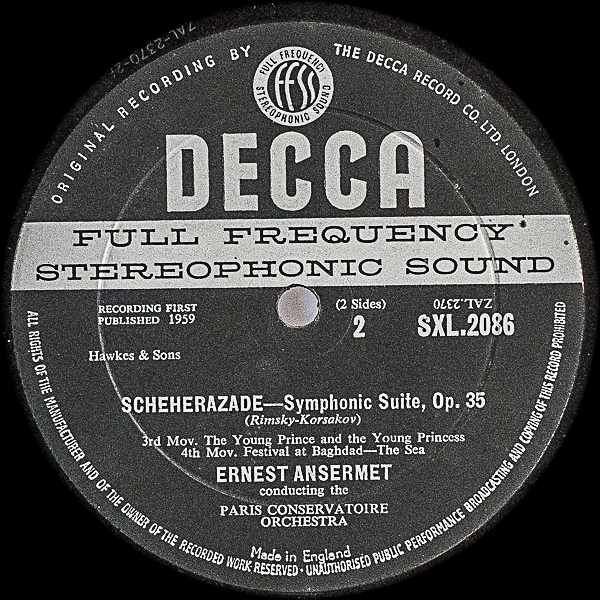 7AL-2370-2
ORIGINAL RECORDING BY
THE DECCA RECORD CO. LTD. LONDON
FULL FREQUENCY
FFSS
STEREOPHONIC SOUND
DECCA
FULL FREQUENCY
STEREOPHONIC SOUND
RECORDING FIRST
PUBLISHED 1959
(2 Sides)
2
ZAL.2370
SXL.2086
Hawkes & Sons
SCHEHERAZADE—Symphonic Suite, Op. 35
(Rimsky-Korsakov)
3rd Mov. The Young Prince and the Young Princess
4th Mov. Festival at Baghdad—The Sea
ERNEST ANSERMET
conducting the
PARIS CONSERVATOIRE
ORCHESTRA
Made in England
ALL RIGHTS OF THE MANUFACTURER AND OF THE OWNER OF THE RECORDED WORK RESERVED · UNAUTHORISED PUBLIC PERFORMANCE BROADCASTING AND COPYING OF THIS RECORD PROHIBITED